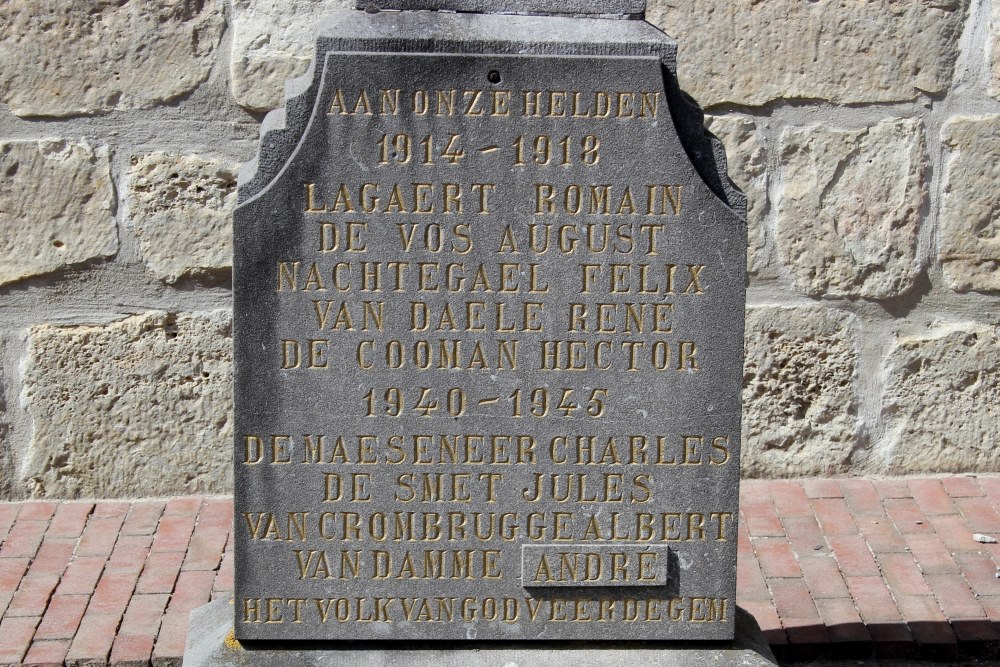 AAN ONZE HELDEN
1914-1918
LAGAERT ROMAIN
DE VOS AUGUST
NACHTEGAEL FELIX
VAN DAELE RENÉ
DE COOMAN HECTOR
1940-1945
DE MAESENEER CHARLES
DE SMET JULES
VAN CROMBRUGGE ALBERT
VAN DAMME ANDRÉ
HET VOLK VAN GODVEERDEGEM